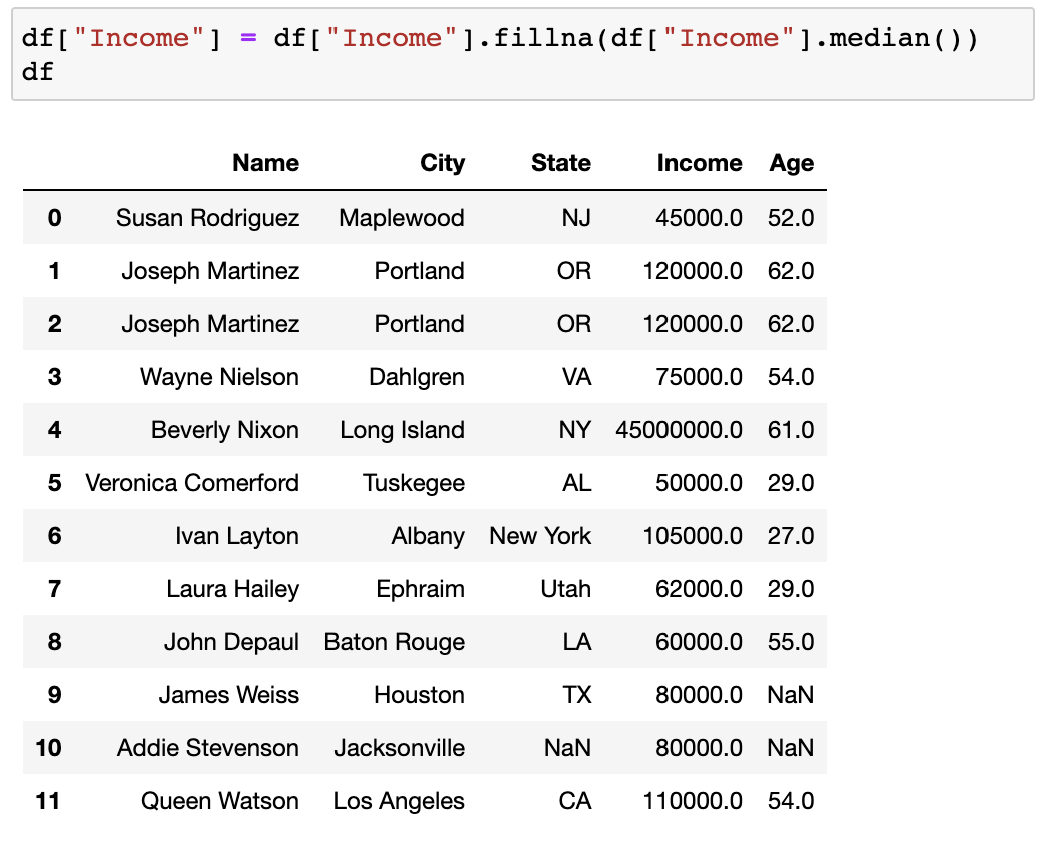 df["Income"] = df["Income"].fillna(df["Income"].median())
df
Name City State Income Age
0 Susan Rodriguez Maplewood NJ 45000.0 52.0
1 Joseph Martinez Portland OR 120000.0 62.0
2 Joseph Martinez Portland OR 120000.0 62.0
3 Wayne Nielson Dahlgren VA 75000.0 54.0
4 Beverly Nixon Long Island NY 45000000.0 61.0
5 Veronica Comerford Tuskegee AL 50000.0 29.0
6 Ivan Layton Albany New York 105000.0 27.0
7 Laura Hailey Ephraim Utah 62000.0 29.0
8 John Depaul Baton Rouge LA 60000.0 55.0
9 James Weiss Houston TX 80000.0 NaN
10 Addie Stevenson Jacksonville NaN 80000.0 NaN
11 Queen Watson Los Angeles CA 110000.0 54.0